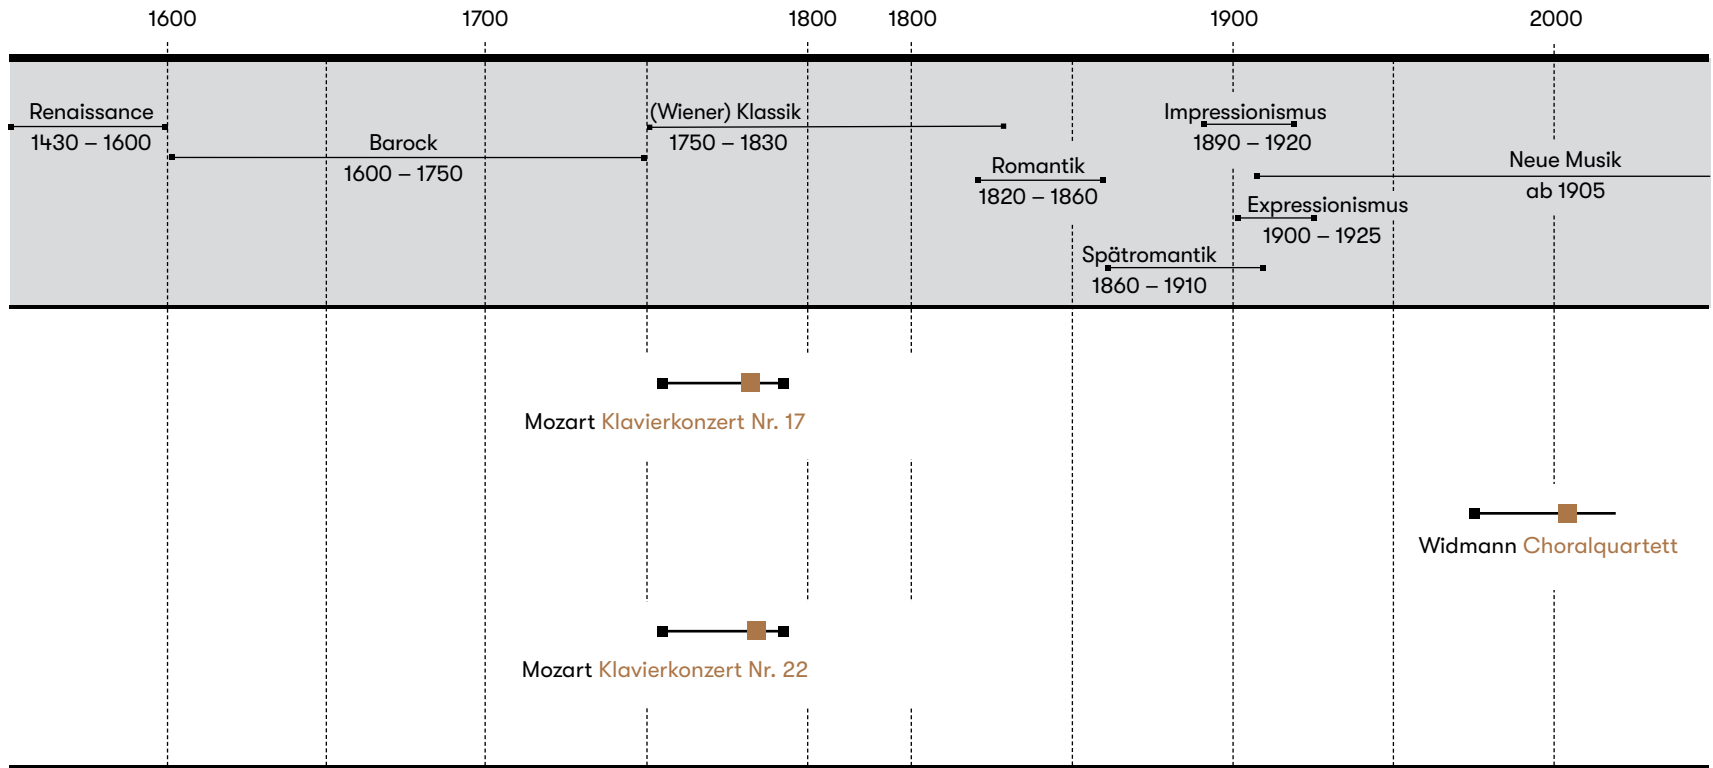 1600 1700 1800 1800 1900 2000
Renaissance
1430 – 1600
Barock
1600 – 1750
(Wiener) Klassik
1750 – 1830
Romantik
1820 – 1860
Spätromantik
1860 – 1910
Impressionismus
1890 – 1920
Expressionismus
1900 – 1925
Neue Musik
ab 1905
Mozart Klavierkonzert Nr. 17
Widmann Choralquartett
Mozart Klavierkonzert Nr. 22